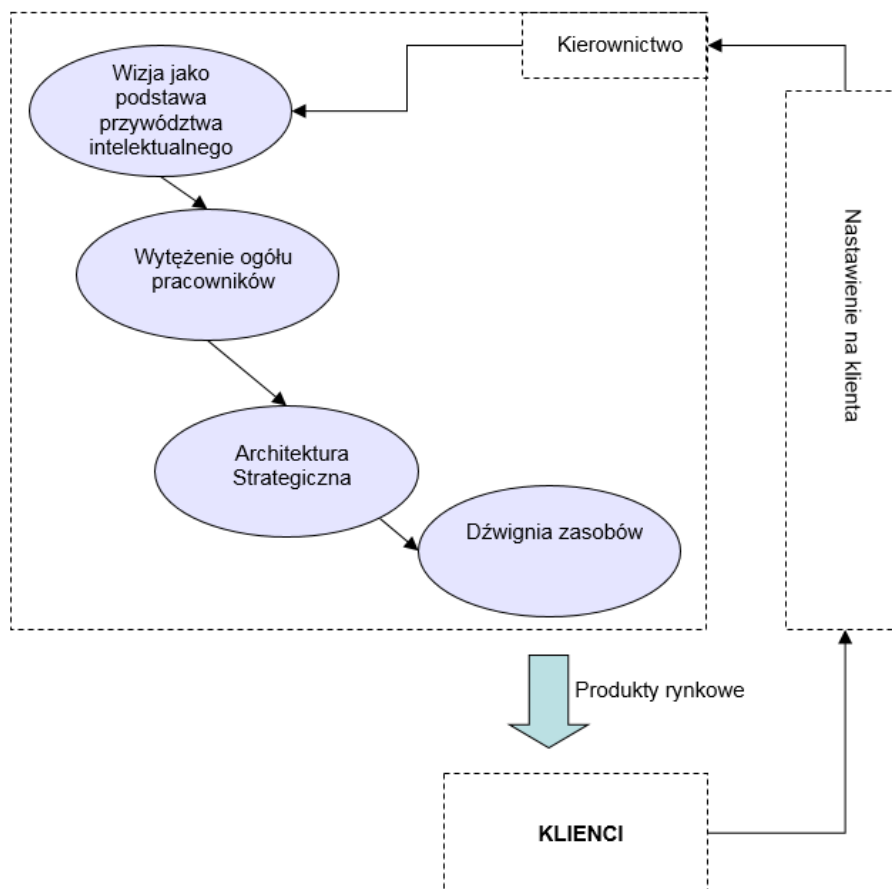 Kierownictwo
Wizja jako
podstawa
przywództwa
intelektualnego
Wytężenie ogółu
pracowników
Architektura
Strategiczna
Dźwignia zasobów
Nastawienie na klienta
Produkty rynkowe
KLIENCI